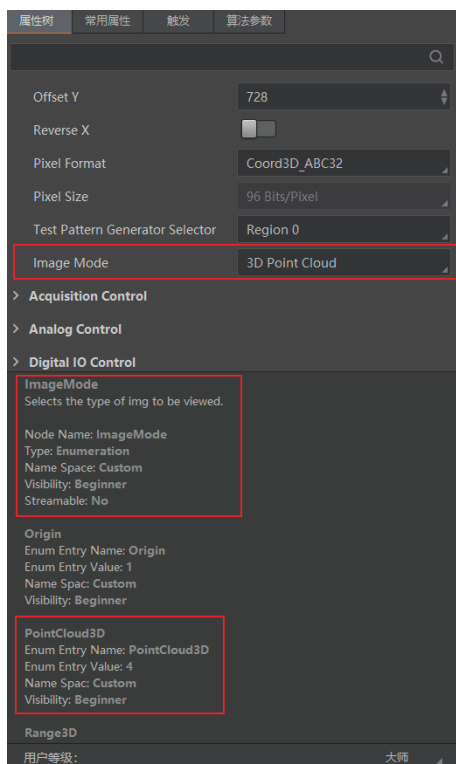 属性树 常用属性 触发 算法参数
Offset Y 728
Reverse X
Pixel Format Coord3D_ABC32
Pixel Size 96 Bits/Pixel
Test Pattern Generator Selector Region 0
Image Mode 3D Point Cloud
> Acquisition Control
> Analog Control
> Digital IO Control
ImageMode
Selects the type of img to be viewed.
Node Name: ImageMode
Type: Enumeration
Name Space: Custom
Visibility: Beginner
Streamable: No
Origin
Enum Entry Name: Origin
Enum Entry Value: 1
Name Spac: Custom
Visibility: Beginner
PointCloud3D
Enum Entry Name: PointCloud3D
Enum Entry Value: 4
Name Spac: Custom
Visibility: Beginner
Range3D
用户等级: 大师